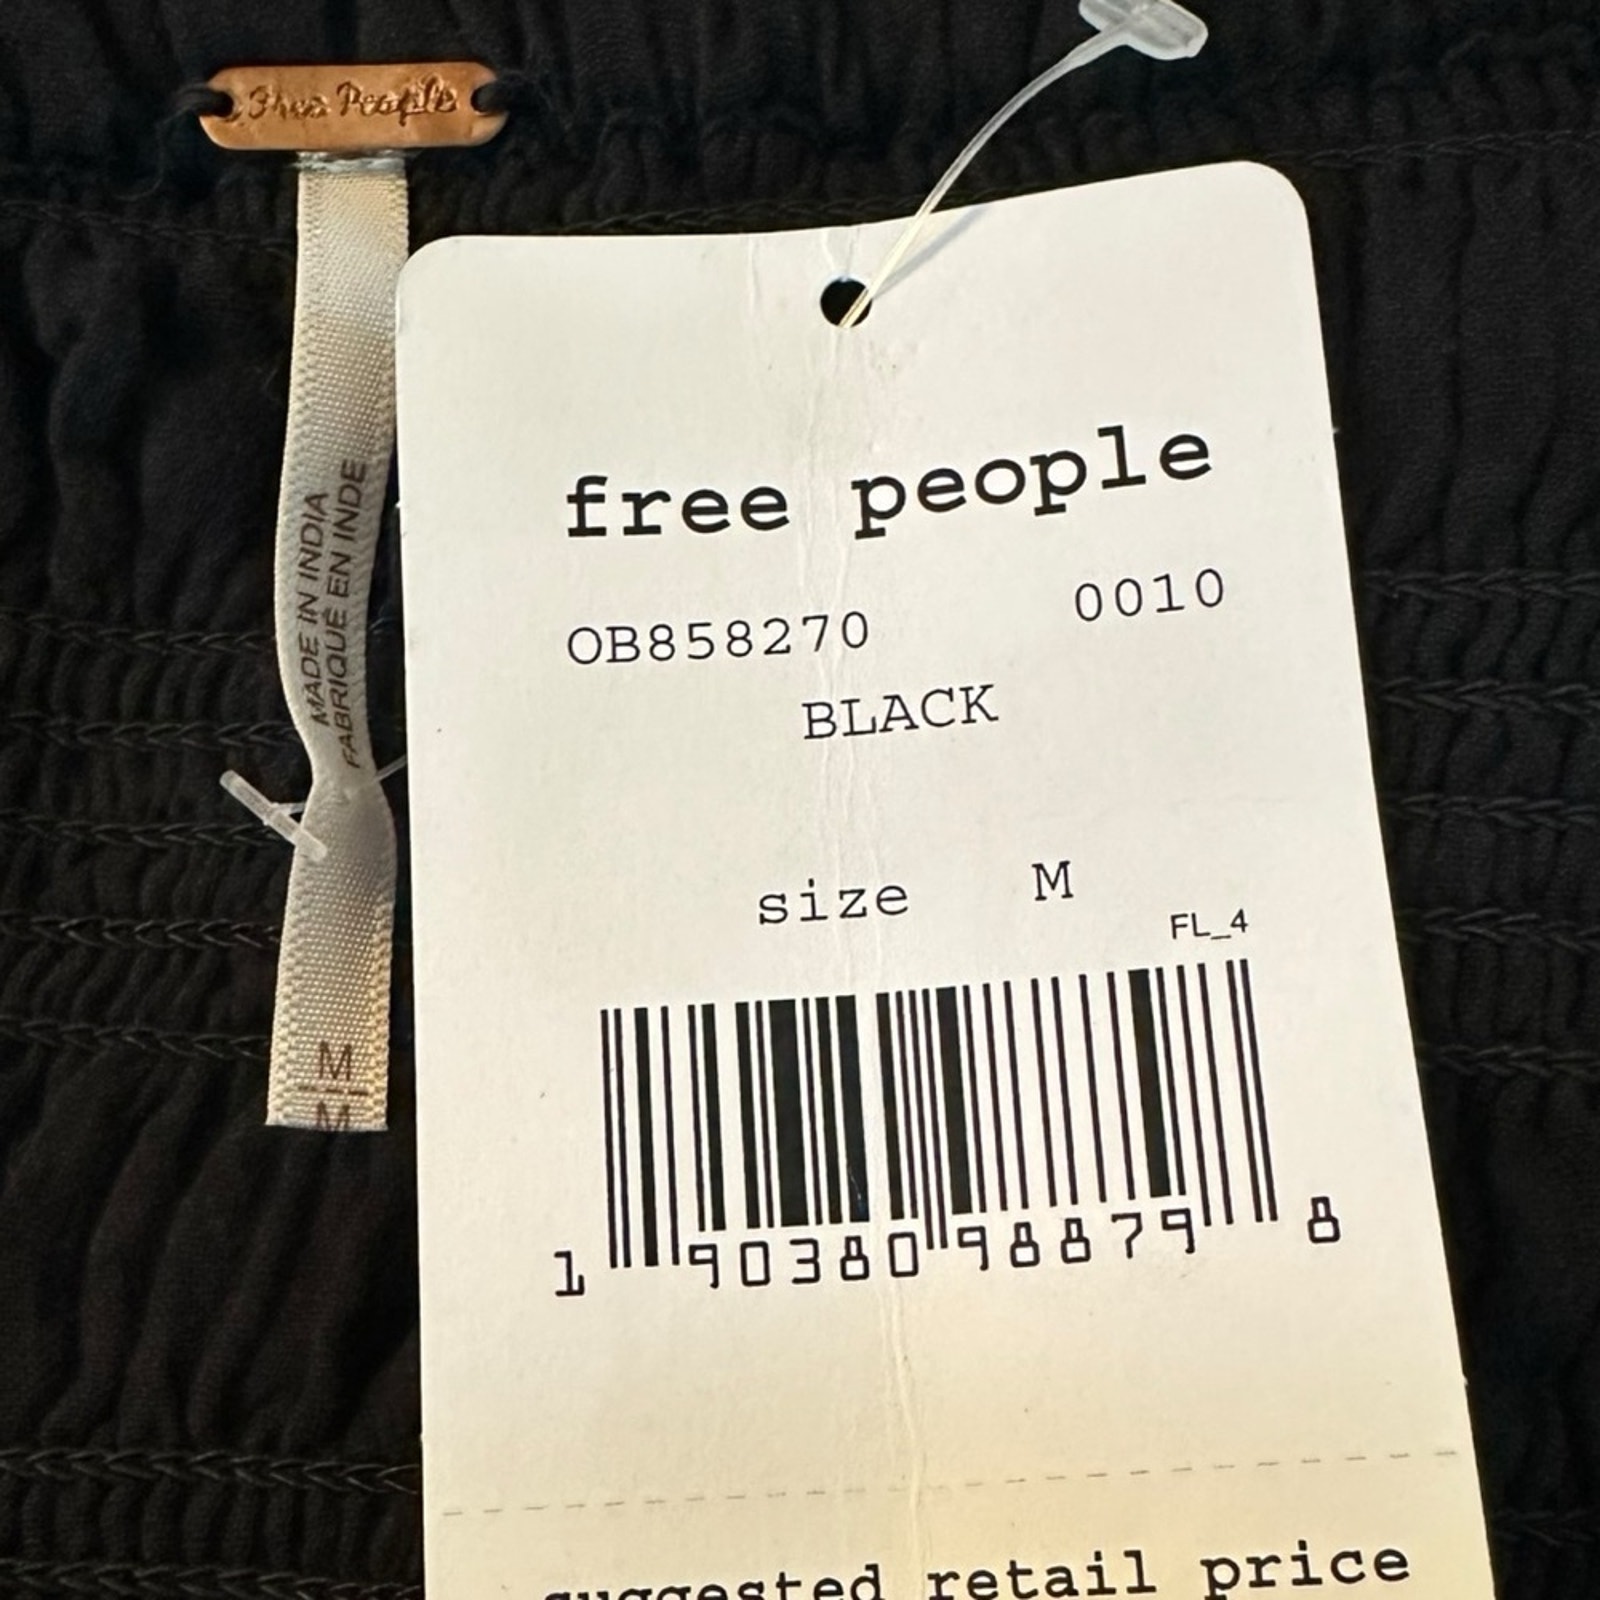 Free People
MADE IN INDIA
FABRIQUÉ EN INDE
M
M
free people
OB858270 0010
BLACK
size M
FL_4
1 90380 98879 8
suggested retail price